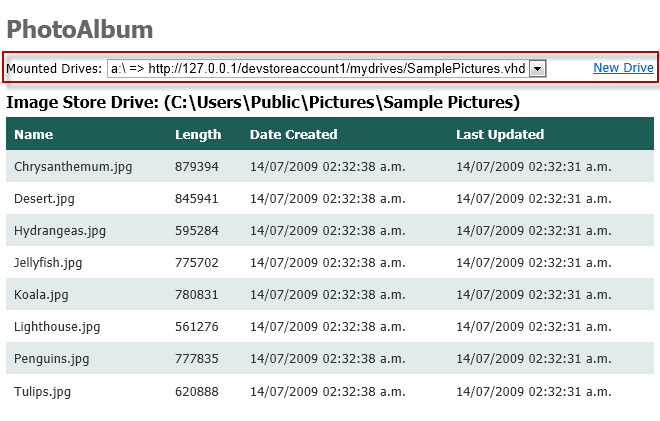 PhotoAlbum
Mounted Drives: a:\ => http://127.0.0.1/devstoreaccount1/mydrives/SamplePictures.vhd New Drive
Image Store Drive: (C:\Users\Public\Pictures\Sample Pictures)
Name Length Date Created Last Updated
Chrysanthemum.jpg 879394 14/07/2009 02:32:38 a.m. 14/07/2009 02:32:31 a.m.
Desert.jpg 845941 14/07/2009 02:32:38 a.m. 14/07/2009 02:32:31 a.m.
Hydrangeas.jpg 595284 14/07/2009 02:32:38 a.m. 14/07/2009 02:32:31 a.m.
Jellyfish.jpg 775702 14/07/2009 02:32:38 a.m. 14/07/2009 02:32:31 a.m.
Koala.jpg 780831 14/07/2009 02:32:38 a.m. 14/07/2009 02:32:31 a.m.
Lighthouse.jpg 561276 14/07/2009 02:32:38 a.m. 14/07/2009 02:32:31 a.m.
Penguins.jpg 777835 14/07/2009 02:32:38 a.m. 14/07/2009 02:32:31 a.m.
Tulips.jpg 620888 14/07/2009 02:32:38 a.m. 14/07/2009 02:32:31 a.m.